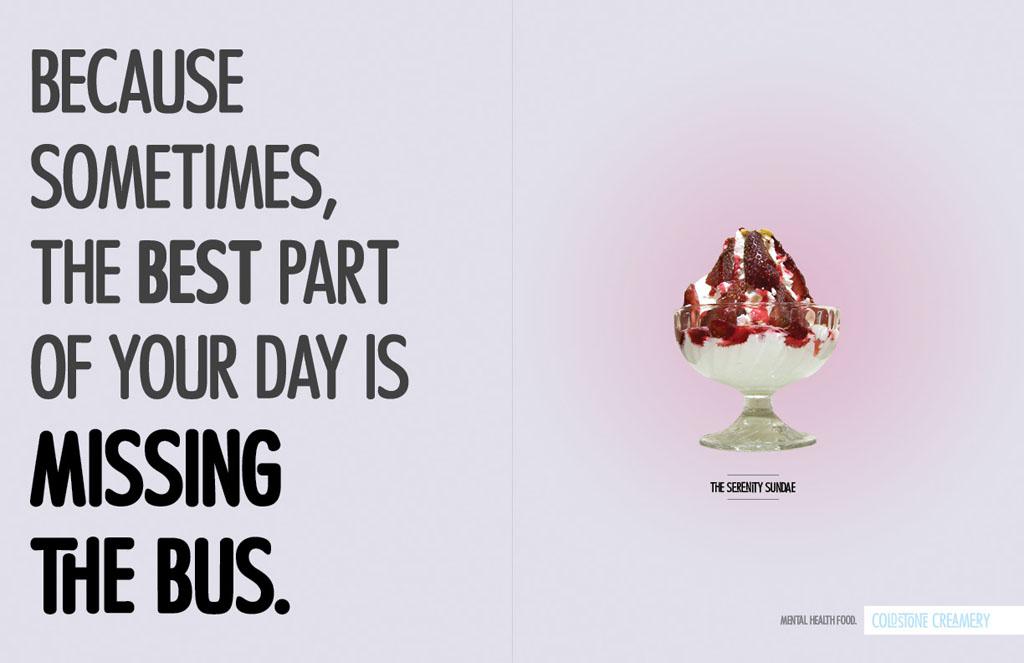 BECAUSE
SOMETIMES,
THE BEST PART
OF YOUR DAY IS
MISSING
THE BUS.
THE SERENITY SUNDAE
MENTAL HEALTH FOOD.
COLDSTONE CREAMERY